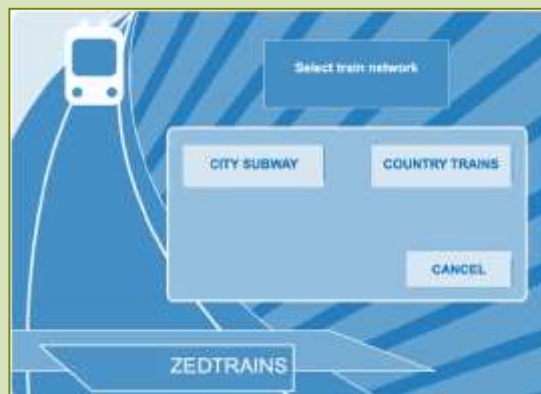 Select train network
CITY SUBWAY
COUNTRY TRAINS
CANCEL
ZEDTRAINS